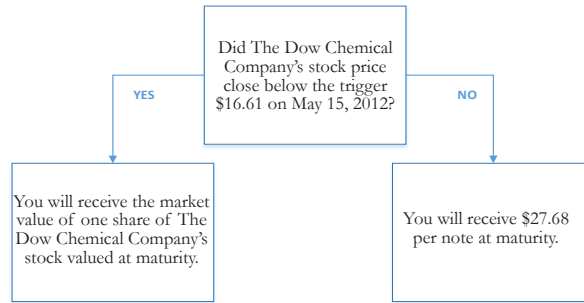 Did The Dow Chemical
Company's stock price
close below the trigger
$16.61 on May 15, 2012?
YES
NO
You will receive the market
value of one share of The
Dow Chemical Company's
stock valued at maturity.
You will receive $27.68
per note at maturity.